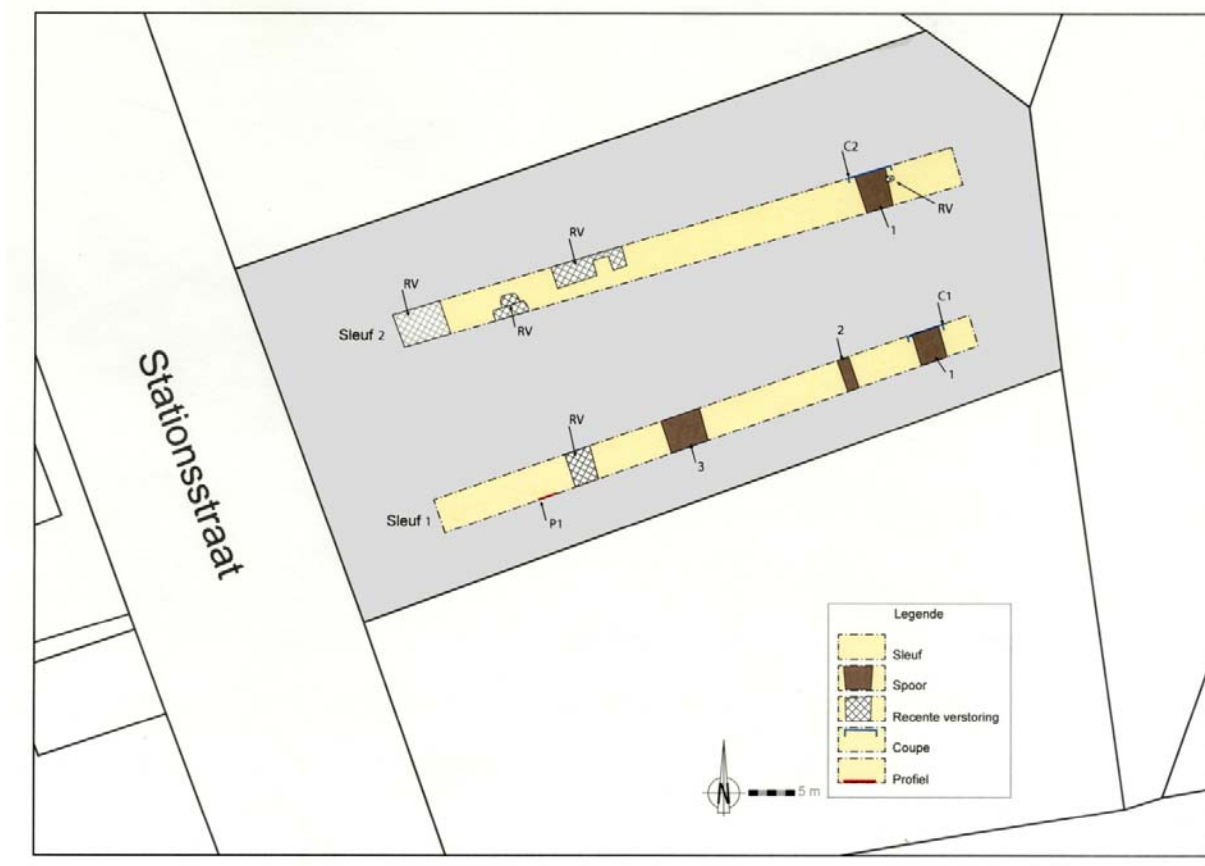 C2
RV
1
RV
RV
RV
Sleuf 2
C1
2
1
RV
3
Sleuf 1
P1
Stationsstraat
Legende
Sleuf
Spoor
Recente verstoring
Coupe
Profiel
N
5 m